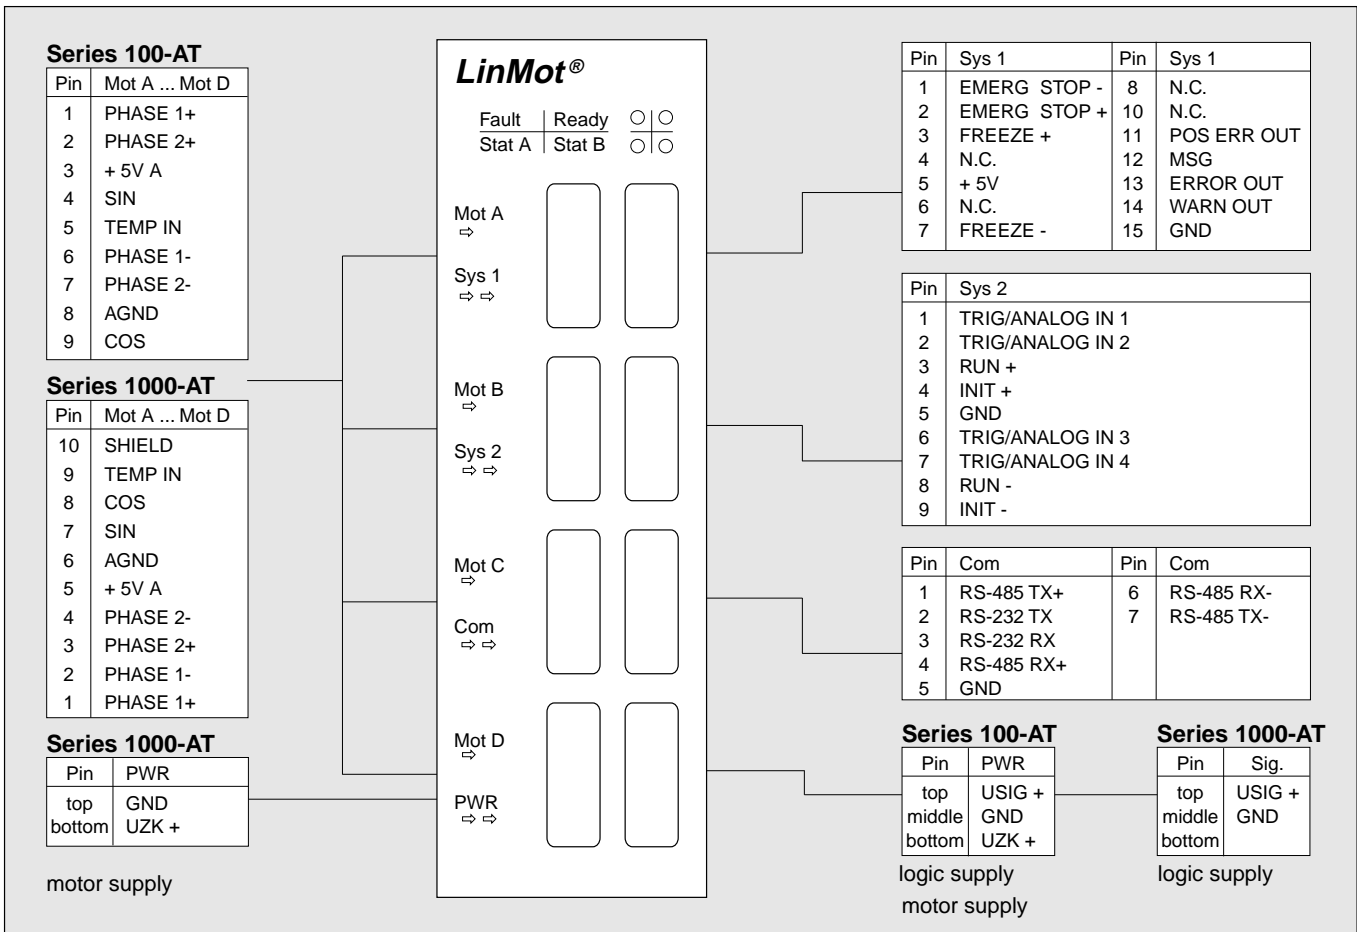 Series 100-AT
Pin Mot A ... Mot D
1 PHASE 1+
2 PHASE 2+
3 + 5V A
4 SIN
5 TEMP IN
6 PHASE 1-
7 PHASE 2-
8 AGND
9 COS
Series 1000-AT
Pin Mot A ... Mot D
10 SHIELD
9 TEMP IN
8 COS
7 SIN
6 AGND
5 + 5V A
4 PHASE 2-
3 PHASE 2+
2 PHASE 1-
1 PHASE 1+
Series 1000-AT
Pin PWR
top GND
bottom UZK +
motor supply
LinMot®
Fault Ready
Stat A Stat B
Mot A
⇨
Sys 1
⇨ ⇨
Mot B
⇨
Sys 2
⇨ ⇨
Mot C
⇨
Com
⇨ ⇨
Mot D
⇨
PWR
⇨ ⇨
Pin Sys 1 Pin Sys 1
1 EMERG STOP - 8 N.C.
2 EMERG STOP + 10 N.C.
3 FREEZE + 11 POS ERR OUT
4 N.C. 12 MSG
5 + 5V 13 ERROR OUT
6 N.C. 14 WARN OUT
7 FREEZE - 15 GND
Pin Sys 2
1 TRIG/ANALOG IN 1
2 TRIG/ANALOG IN 2
3 RUN +
4 INIT +
5 GND
6 TRIG/ANALOG IN 3
7 TRIG/ANALOG IN 4
8 RUN -
9 INIT -
Pin Com Pin Com
1 RS-485 TX+ 6 RS-485 RX-
2 RS-232 TX 7 RS-485 TX-
3 RS-232 RX
4 RS-485 RX+
5 GND
Series 100-AT
Pin PWR
top USIG +
middle GND
bottom UZK +
logic supply
motor supply
Series 1000-AT
Pin Sig.
top USIG +
middle GND
bottom
logic supply